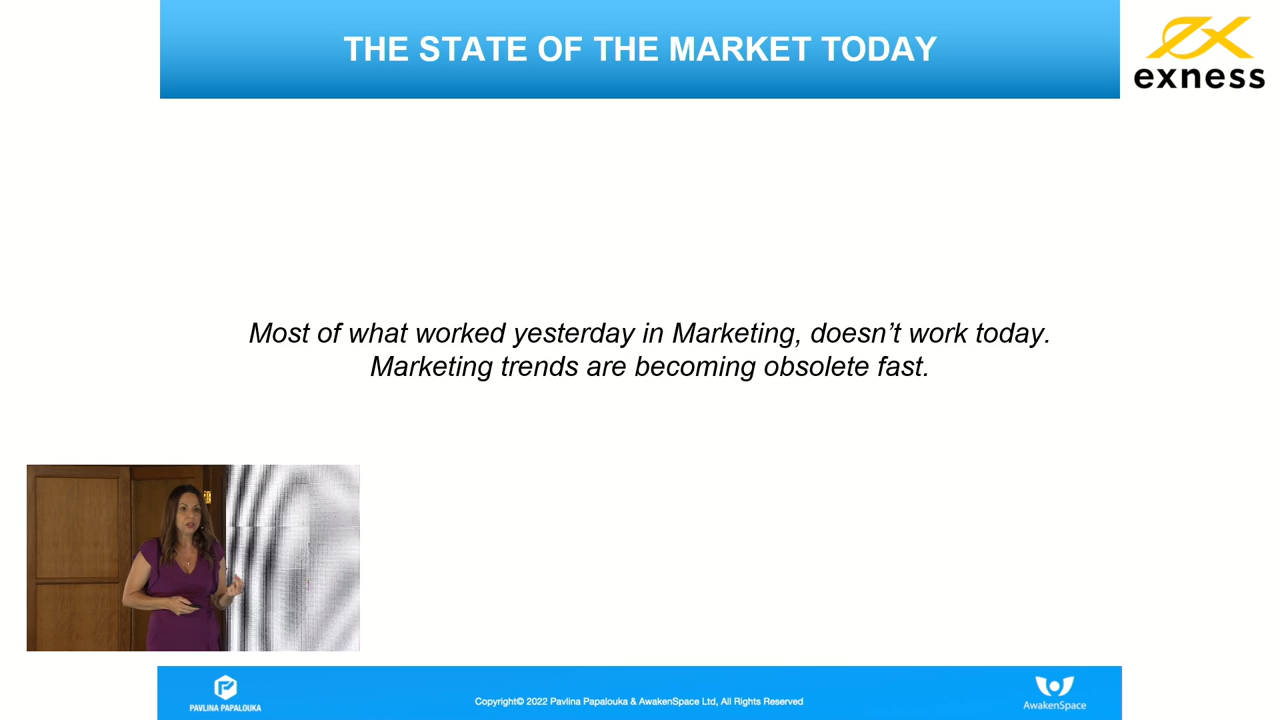 THE STATE OF THE MARKET TODAY
exness
Most of what worked yesterday in Marketing, doesn’t work today.
Marketing trends are becoming obsolete fast.
PAVLINA PAPALOUKA
Copyright© 2022 Pavlina Papalouka & AwakenSpace Ltd, All Rights Reserved
AwakenSpace